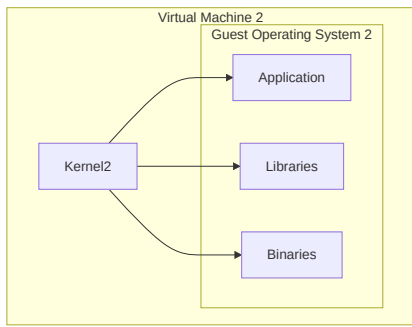 Virtual Machine 2
Guest Operating System 2
Application
Kernel2
Libraries
Binaries